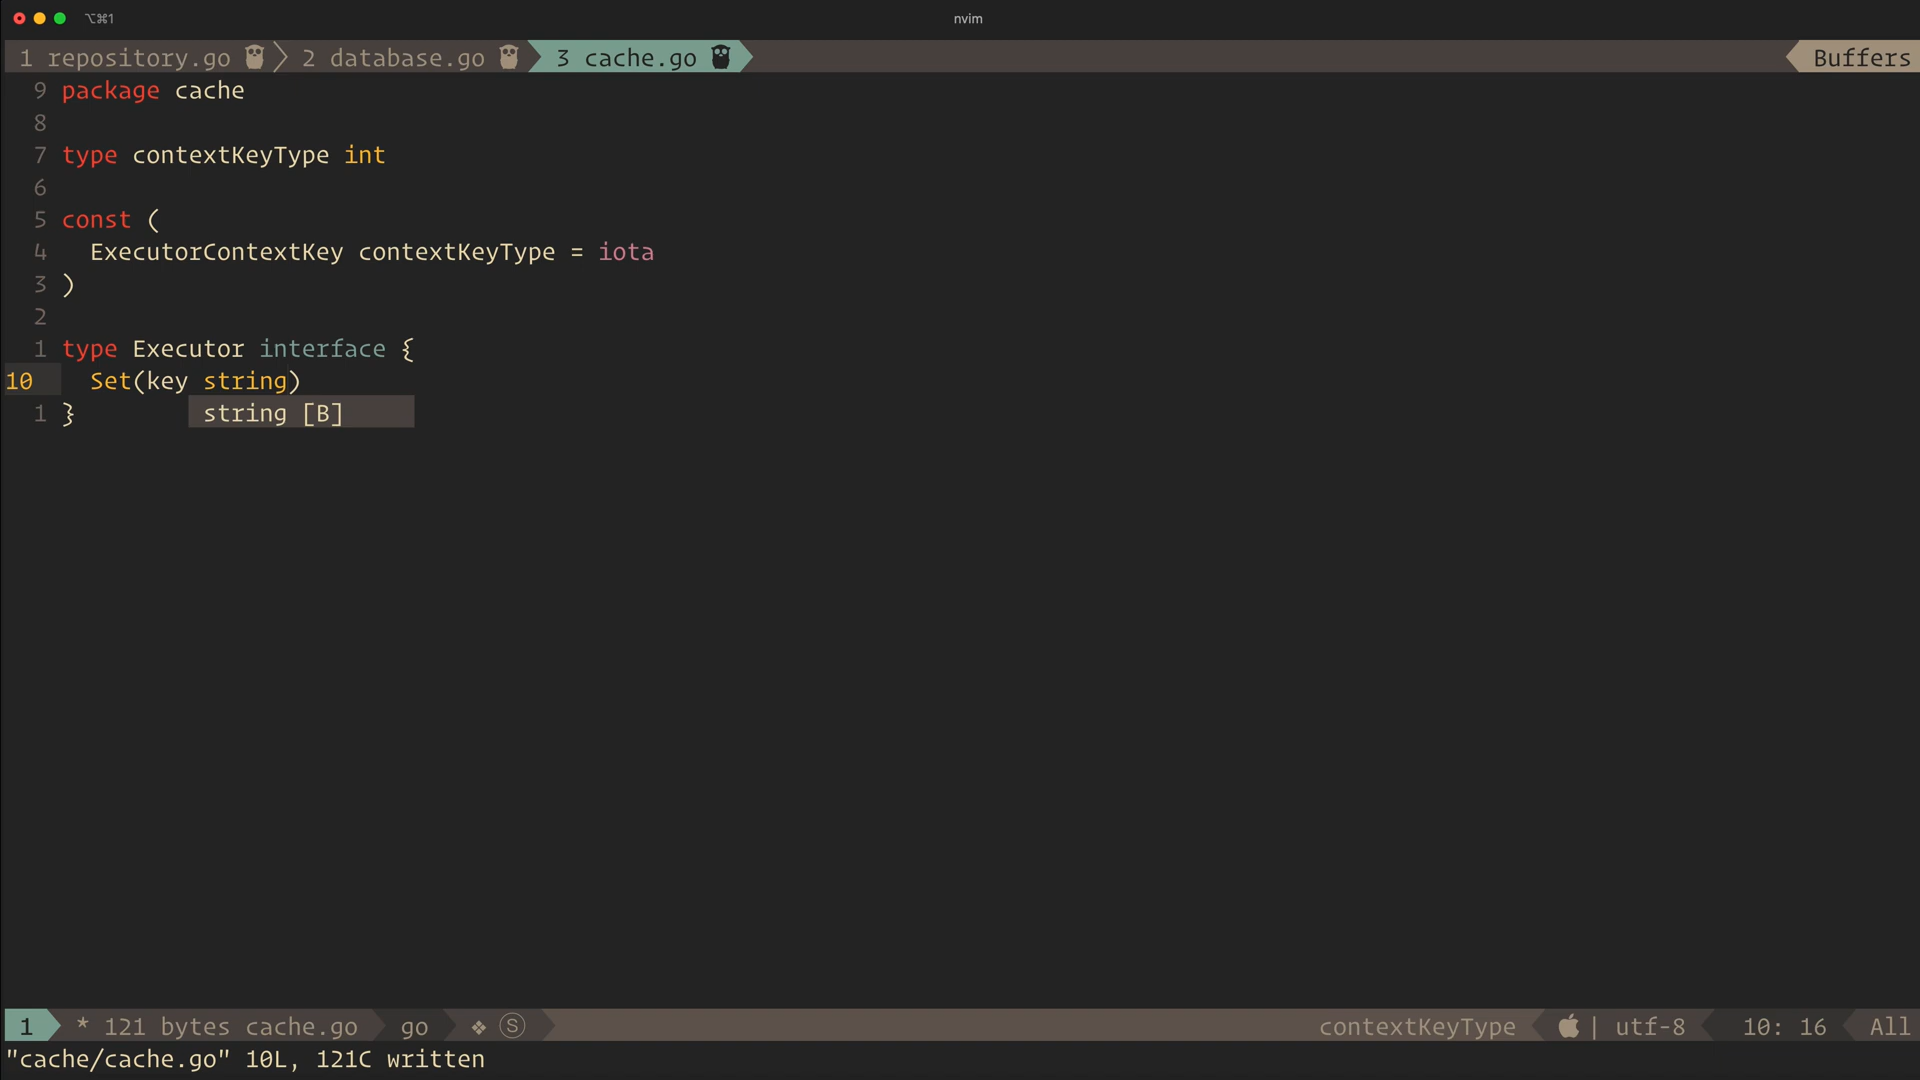 ⌥⌘1 nvim
1 repository.go 2 database.go 3 cache.go Buffers
9 package cache
8
7 type contextKeyType int
6
5 const (
4   ExecutorContextKey contextKeyType = iota
3 )
2
1 type Executor interface {
10   Set(key string)
1 } string [B]
1 * 121 bytes cache.go go ❖ Ⓢ contextKeyType | utf-8 10: 16 All
"cache/cache.go" 10L, 121C written